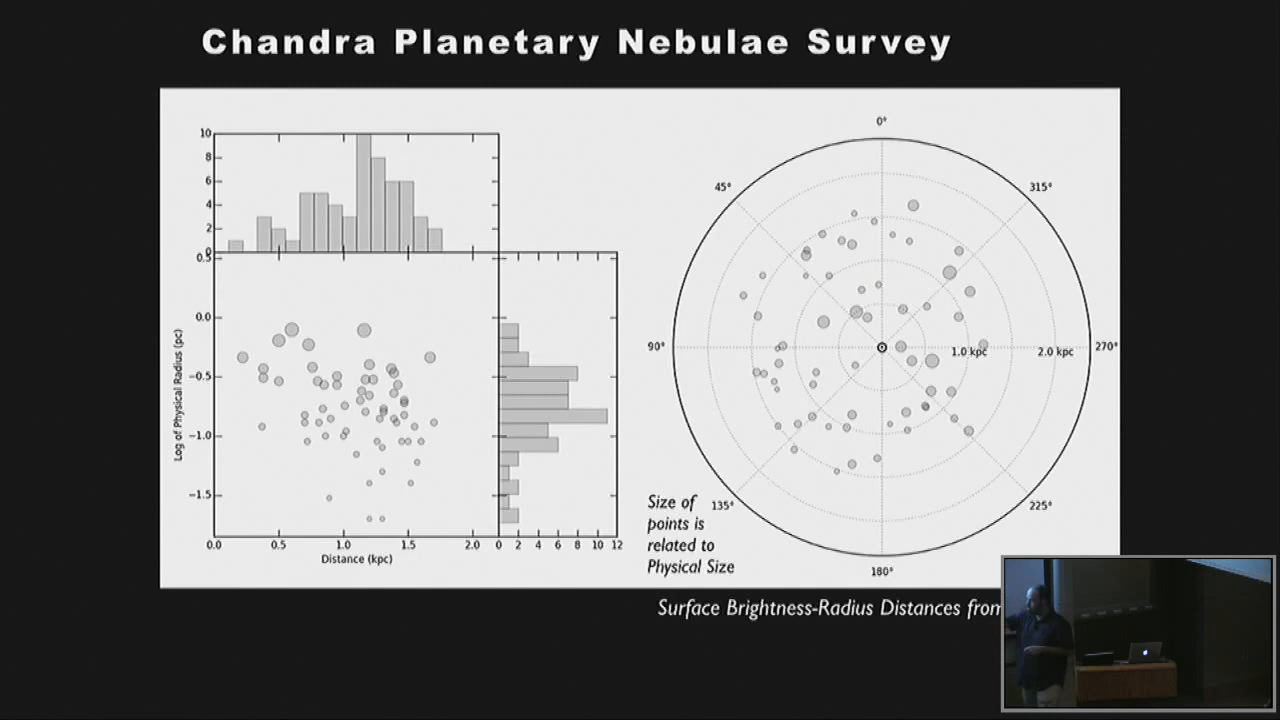 Chandra Planetary Nebulae Survey
10
8
6
4
2
0
0.5
0.0
−0.5
−1.0
−1.5
Log of Physical Radius (pc)
0.0 0.5 1.0 1.5 2.0
Distance (kpc)
0 2 4 6 8 10 12
0°
45°
315°
90°
1.0 kpc
2.0 kpc
270°
135°
225°
180°
Size of
points is
related to
Physical Size
Surface Brightness-Radius Distances from